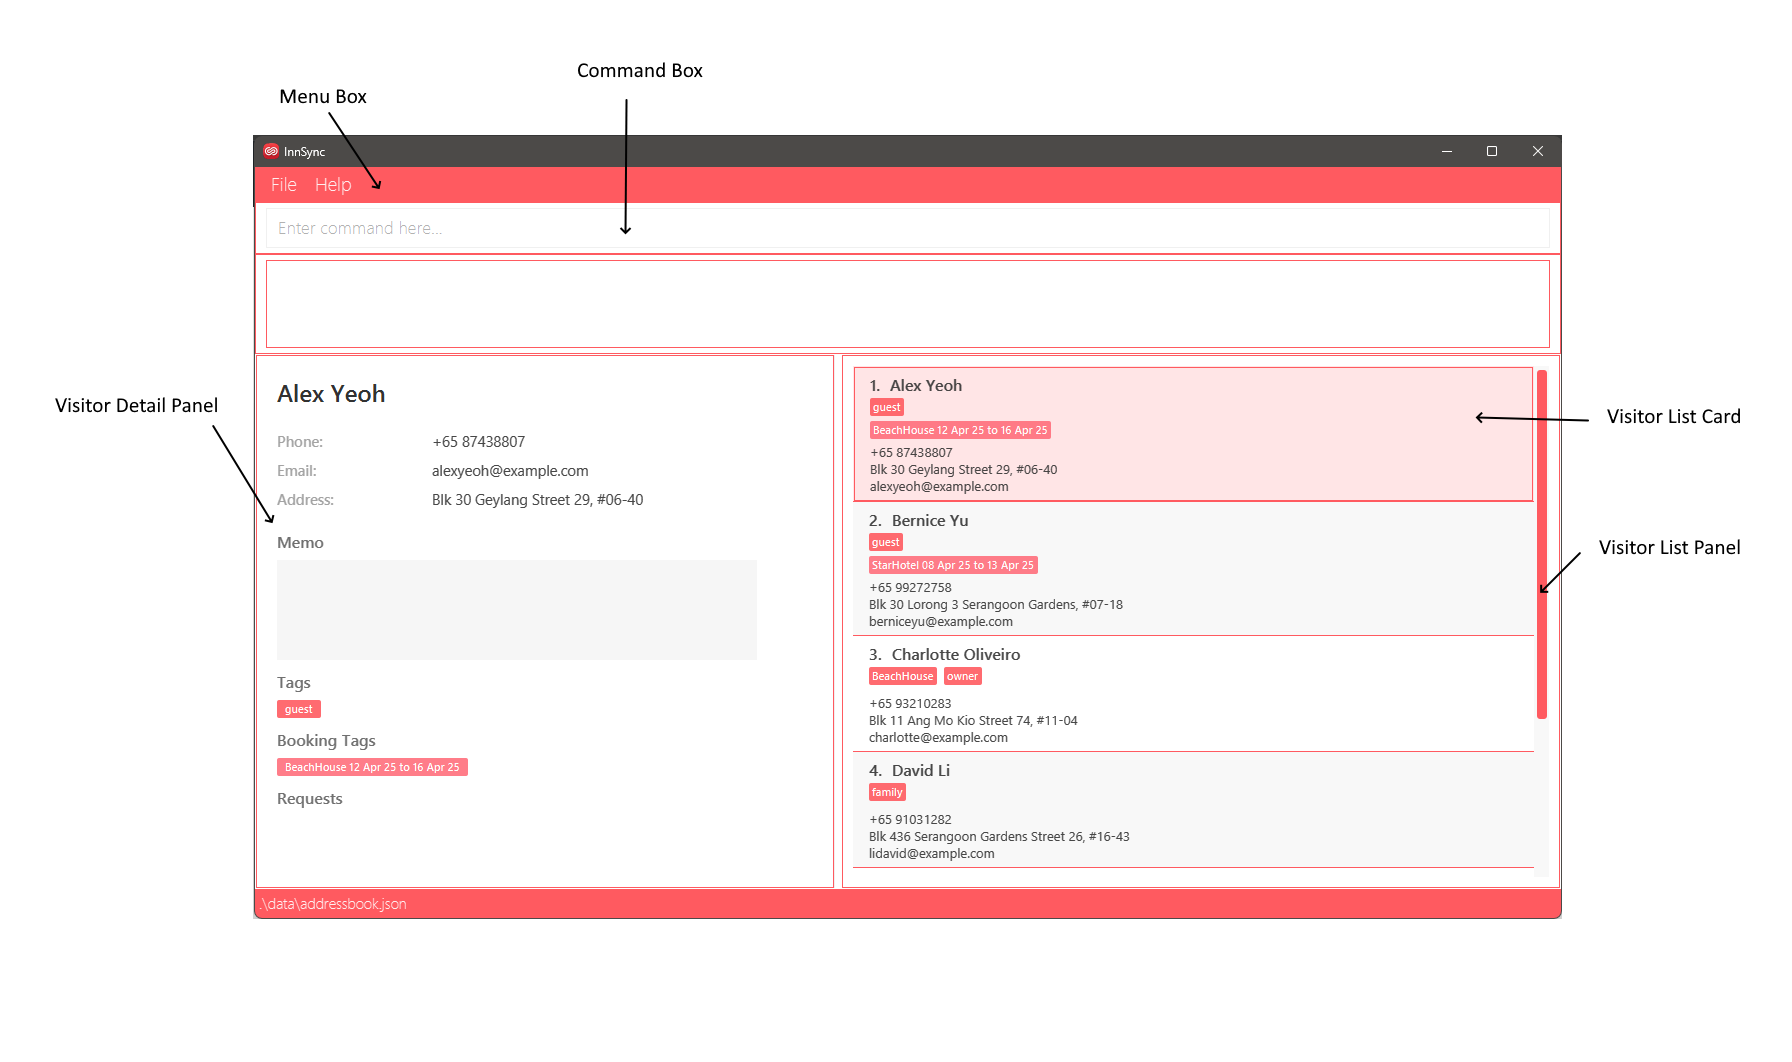 Command Box
Menu Box
InnSync
File Help
Enter command here...
Visitor Detail Panel
Alex Yeoh
Phone: +65 87438807
Email: alexyeoh@example.com
Address: Blk 30 Geylang Street 29, #06-40
Memo
Tags
guest
Booking Tags
BeachHouse 12 Apr 25 to 16 Apr 25
Requests
1. Alex Yeoh
guest
BeachHouse 12 Apr 25 to 16 Apr 25
+65 87438807
Blk 30 Geylang Street 29, #06-40
alexyeoh@example.com
2. Bernice Yu
guest
StarHotel 08 Apr 25 to 13 Apr 25
+65 99272758
Blk 30 Lorong 3 Serangoon Gardens, #07-18
berniceyu@example.com
3. Charlotte Oliveiro
BeachHouse owner
+65 93210283
Blk 11 Ang Mo Kio Street 74, #11-04
charlotte@example.com
4. David Li
family
+65 91031282
Blk 436 Serangoon Gardens Street 26, #16-43
lidavid@example.com
Visitor List Card
Visitor List Panel
.\data\addressbook.json